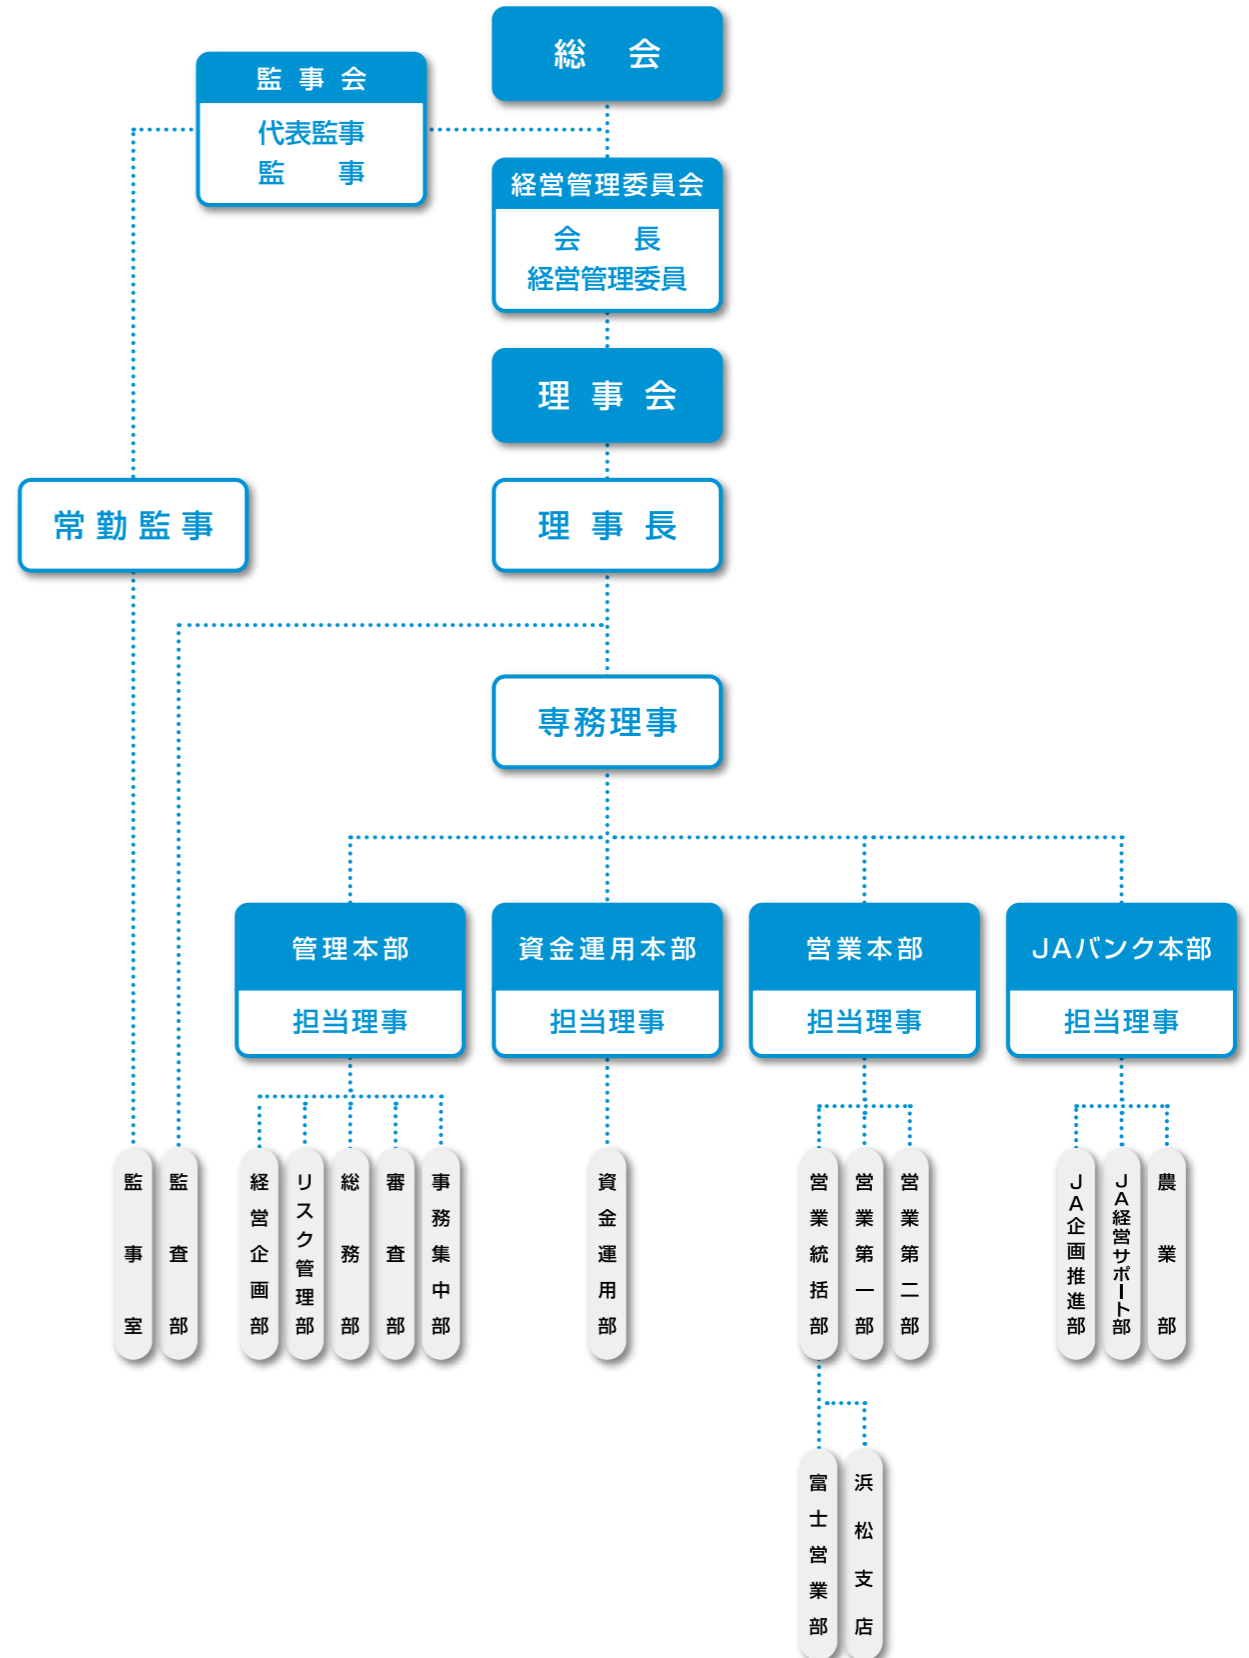 総　会
監事会
代表監事
監　事
経営管理委員会
会　長
経営管理委員
理事会
常勤監事
理事長
専務理事
管理本部
担当理事
資金運用本部
担当理事
営業本部
担当理事
JAバンク本部
担当理事
監事室
監査部
経営企画部
リスク管理部
総務部
審査部
事務集中部
資金運用部
営業統括部
営業第一部
営業第二部
JA企画推進部
JA経営サポート部
農業部
富士営業部
浜松支店